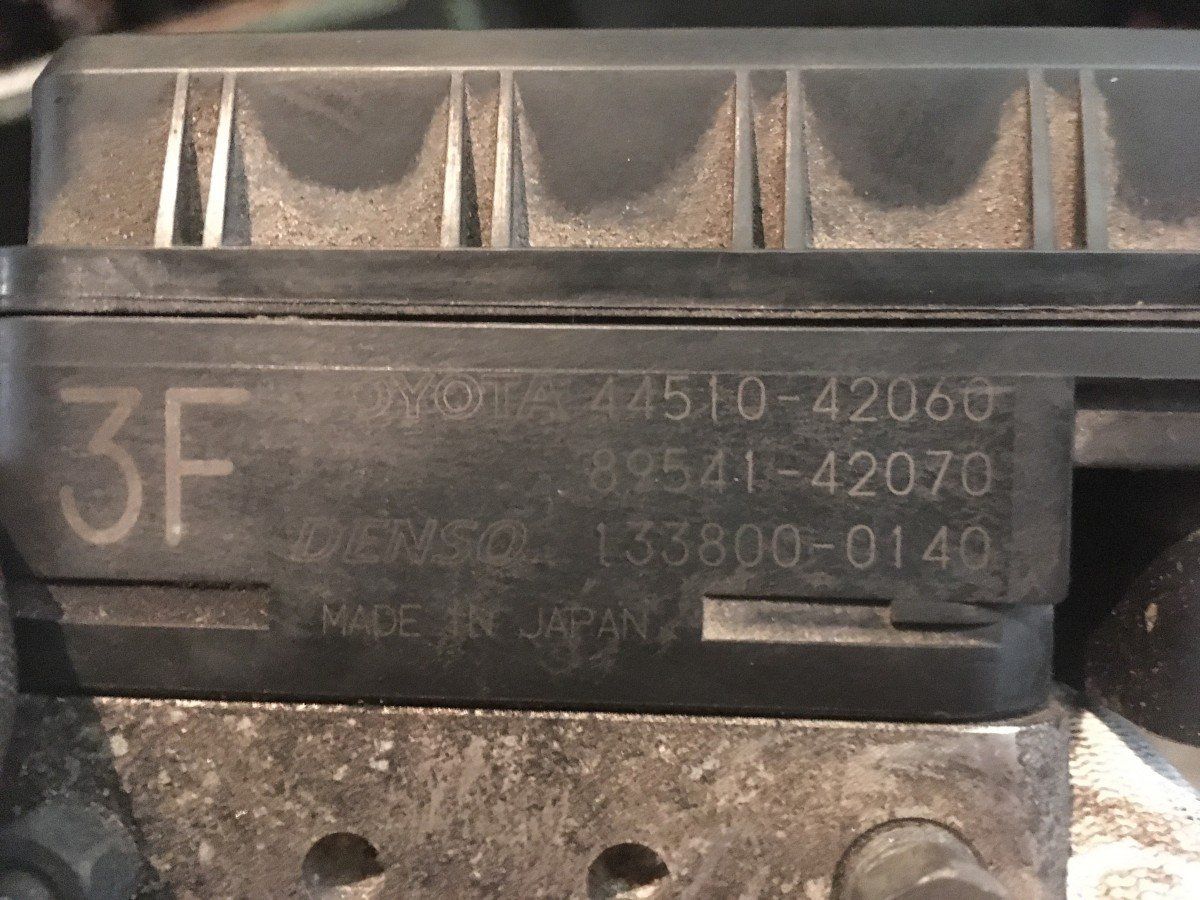 3F
TOYOTA 44510-42060
89541-42070
DENSO 133800-0140
MADE IN JAPAN